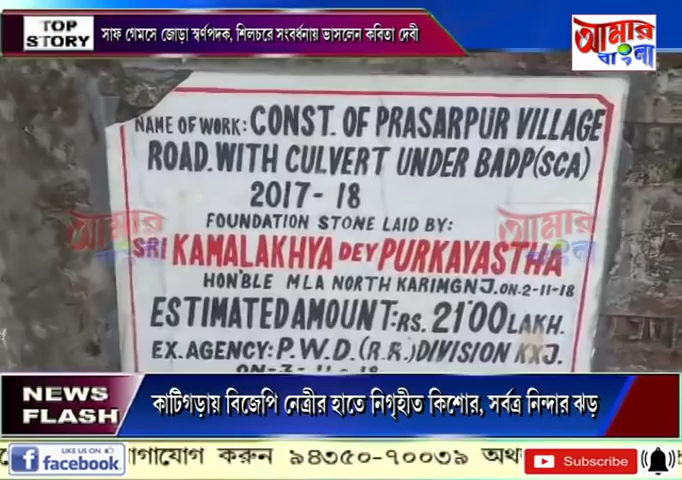 TOP STORY
সাফ গেমসে জোড়া স্বর্ণপদক, শিলচরে সংবর্ধনায় ভাসলেন কবিতা দেবী
আমার বাংলা
NAME OF WORK: CONST. OF PRASARPUR VILLAGE
ROAD. WITH CULVERT UNDER BADP(SCA)
2017-18
FOUNDATION STONE LAID BY:
SRI KAMALAKHYA DEY PURKAYASTHA
HON'BLE MLA NORTH KARIMGNJ. ON. 2-11-18
ESTIMATED AMOUNT: RS. 21'00 LAKH.
EX. AGENCY: P.W.D. (R.R.) DIVISION KXJ.
আমার বাংলা
আমার বাংলা
NEWS FLASH
কাটিগড়ায় বিজেপি নেত্রীর হাতে নিগৃহীত কিশোর, সর্বত্র নিন্দার ঝড়
LIKE US ON
facebook
গাযোগ করুন ৯৪৩৫০-৭০০৩৯ অথ
Subscribe